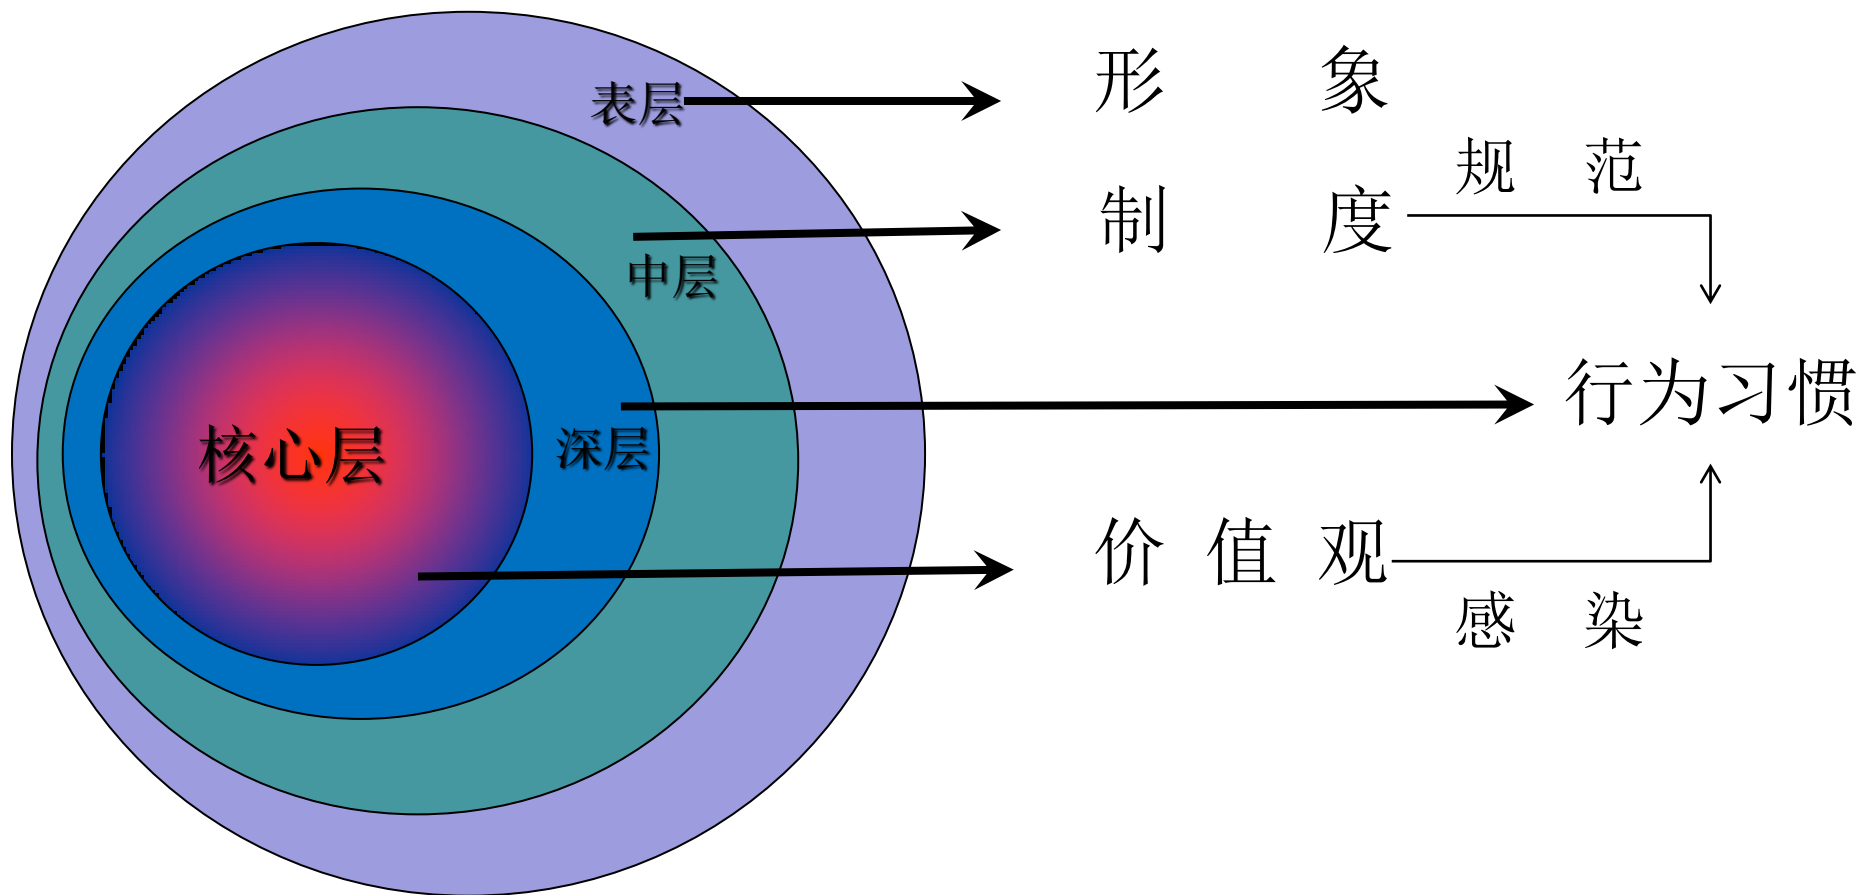 表层 形 象
规 范
制 度
中层
行为习惯
核心层 深层
价 值 观
感 染